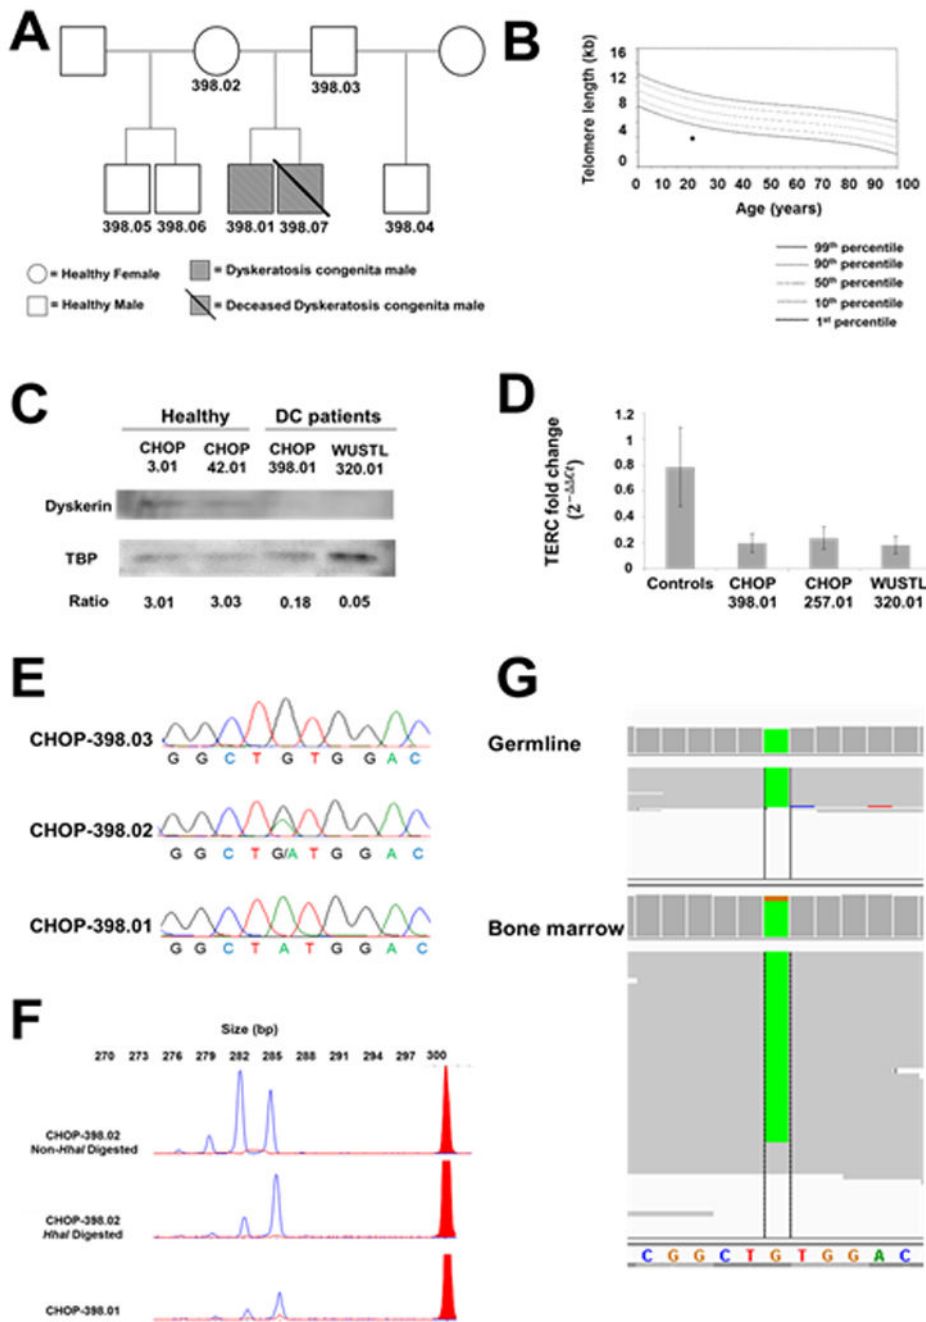 A
398.02
398.03
398.05 398.06 398.01 398.07 398.04
= Healthy Female
= Dyskeratosis congenita male
= Healthy Male
= Deceased Dyskeratosis congenita male
B
Telomere length (kb)
16
12
8
4
0
0 10 20 30 40 50 60 70 80 90 100
Age (years)
99th percentile
90th percentile
50th percentile
10th percentile
1st percentile
C
Healthy DC patients
CHOP 3.01 CHOP 42.01 CHOP 398.01 WUSTL 320.01
Dyskerin
TBP
Ratio 3.01 3.03 0.18 0.05
D
TERC fold change
(2^-ΔΔCt)
1.2
1
0.8
0.6
0.4
0.2
0
Controls CHOP 398.01 CHOP 257.01 WUSTL 320.01
E
CHOP-398.03
G G C T G T G G A C
CHOP-398.02
G G C T G/A T G G A C
CHOP-398.01
G G C T A T G G A C
F
Size (bp)
270 273 276 279 282 285 288 291 294 297 300
CHOP-398.02
Non-HhaI Digested
CHOP-398.02
HhaI Digested
CHOP-398.01
G
Germline
Bone marrow
C G G C T G T G G A C